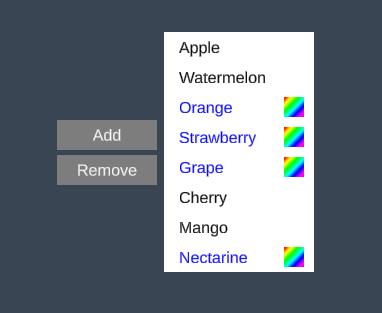 Apple
Watermelon
Orange
Strawberry
Grape
Cherry
Mango
Nectarine
Add
Remove